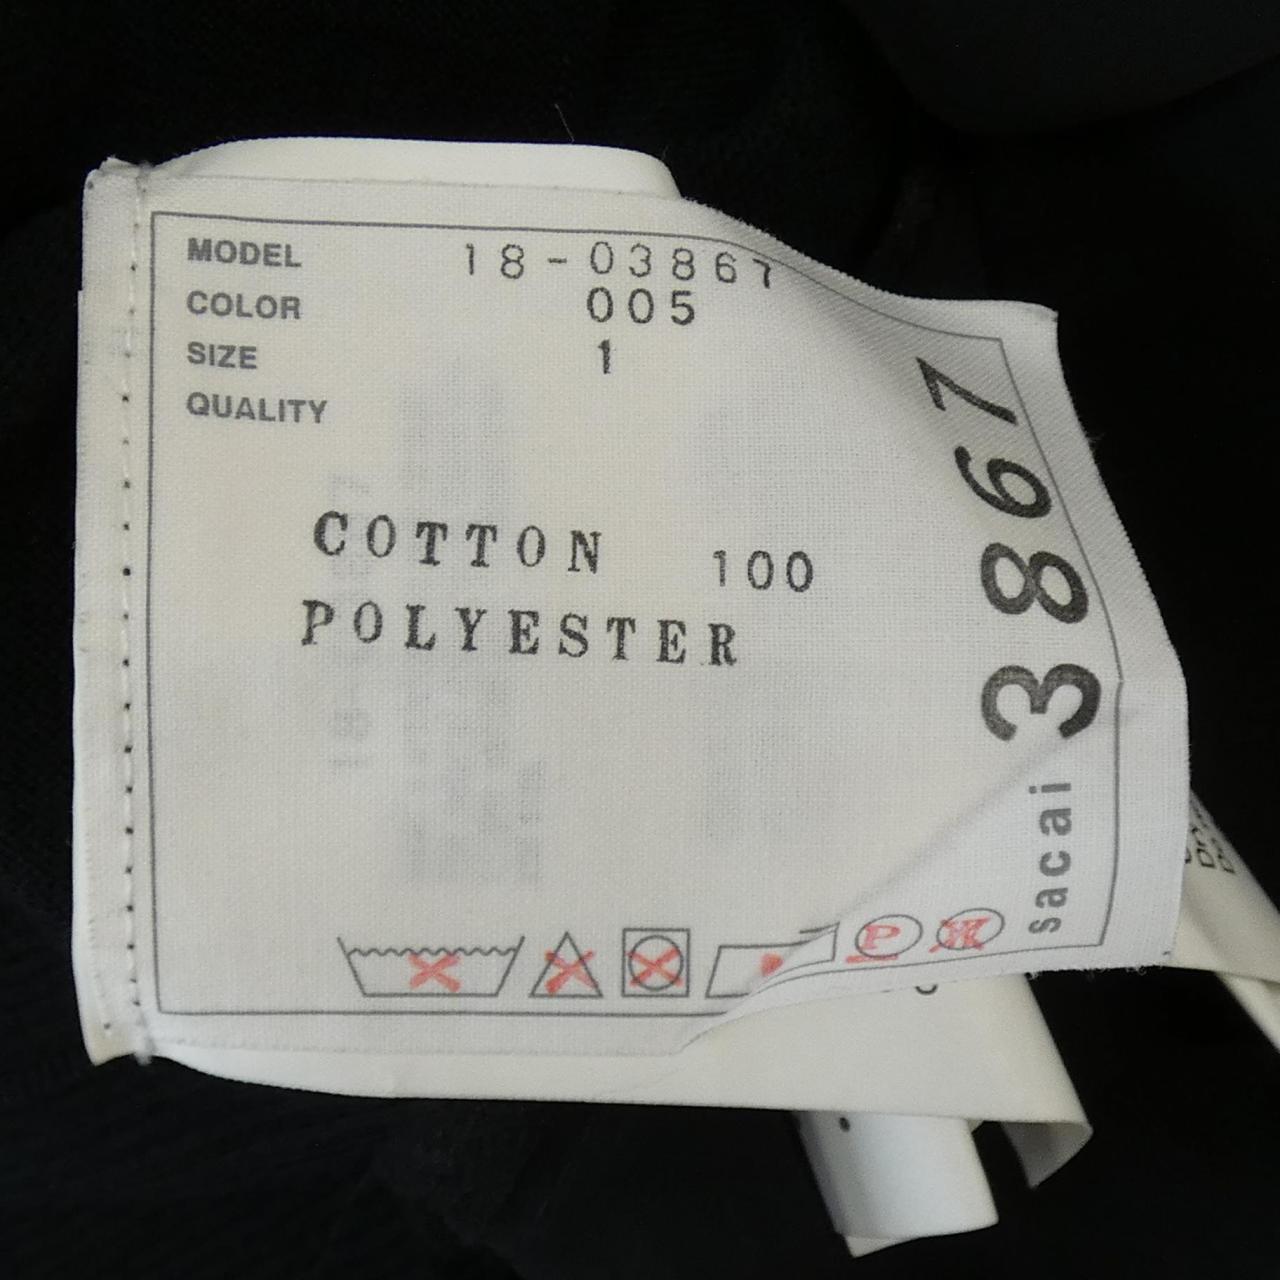 MODEL 18-03867
COLOR 005
SIZE 1
QUALITY
COTTON 100
POLYESTER
P
sacai 3867